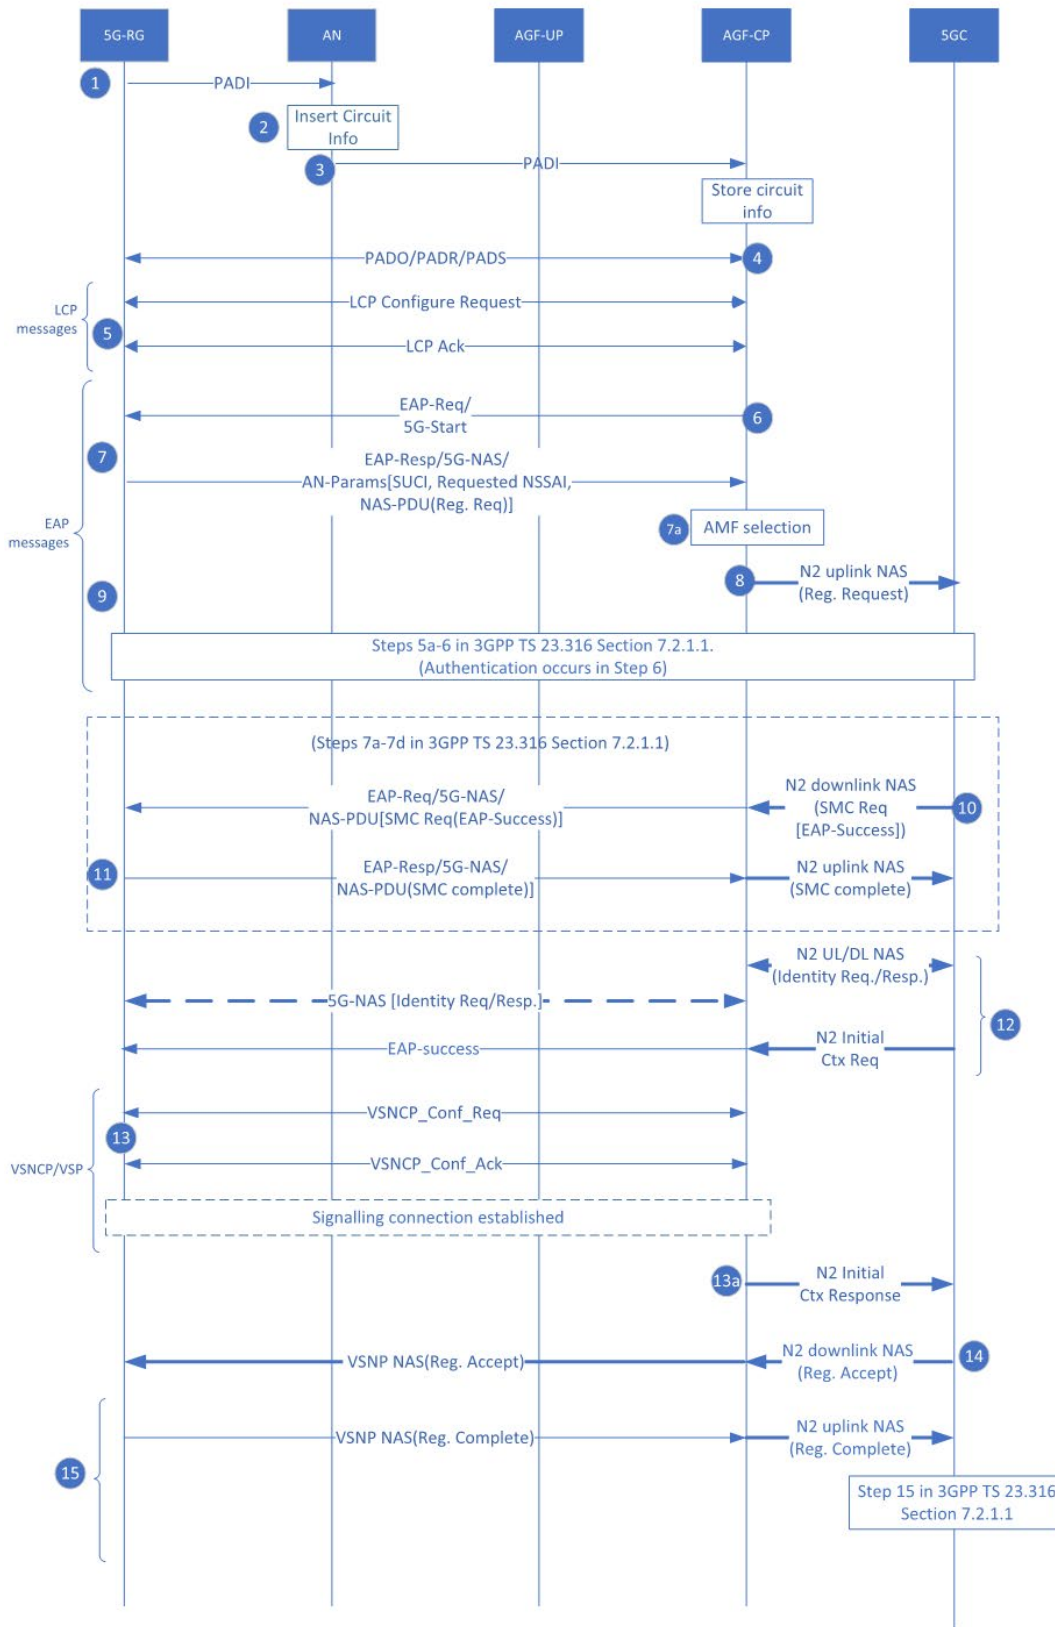 5G-RG
AN
AGF-UP
AGF-CP
5GC
1
PADI
2
Insert Circuit
Info
3
PADI
Store circuit
info
PADO/PADR/PADS
4
LCP
messages
LCP Configure Request
5
LCP Ack
EAP
messages
EAP-Req/
5G-Start
6
7
EAP-Resp/5G-NAS/
AN-Params[SUCI, Requested NSSAI,
NAS-PDU(Reg. Req)]
7a
AMF selection
8
N2 uplink NAS
(Reg. Request)
9
Steps 5a-6 in 3GPP TS 23.316 Section 7.2.1.1.
(Authentication occurs in Step 6)
(Steps 7a-7d in 3GPP TS 23.316 Section 7.2.1.1)
EAP-Req/5G-NAS/
NAS-PDU[SMC Req(EAP-Success)]
N2 downlink NAS
(SMC Req
[EAP-Success])
10
11
EAP-Resp/5G-NAS/
NAS-PDU(SMC complete)]
N2 uplink NAS
(SMC complete)
N2 UL/DL NAS
(Identity Req./Resp.)
5G-NAS [Identity Req/Resp.]
12
EAP-success
N2 Initial
Ctx Req
VSNCP_Conf_Req
13
VSNCP/VSP
VSNCP_Conf_Ack
Signalling connection established
13a
N2 Initial
Ctx Response
VSNP NAS(Reg. Accept)
N2 downlink NAS
(Reg. Accept)
14
VSNP NAS(Reg. Complete)
N2 uplink NAS
(Reg. Complete)
15
Step 15 in 3GPP TS 23.316
Section 7.2.1.1